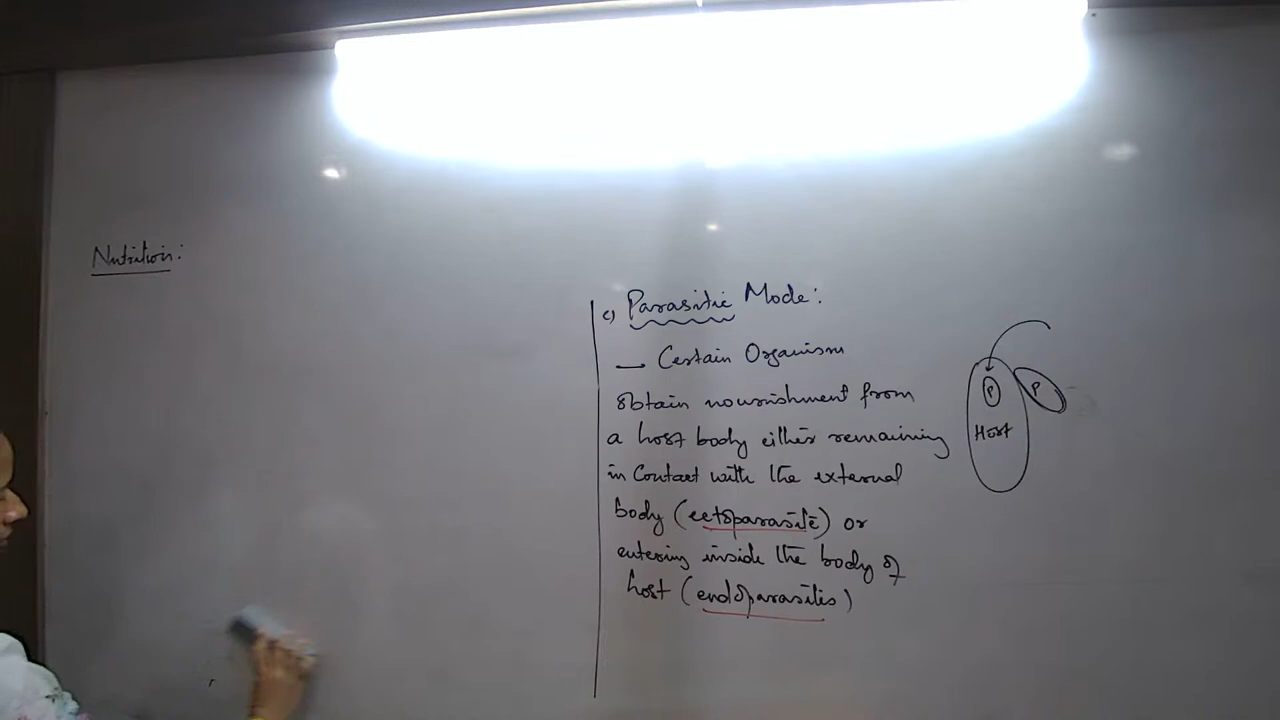 Nutrition:
c) Parasitic Mode:
— Certain Organism
obtain nourishment from
a host body either remaining
in Contact with the external
body (ectoparasite) or
entering inside the body of
host (endoparasites)
P
P
Host